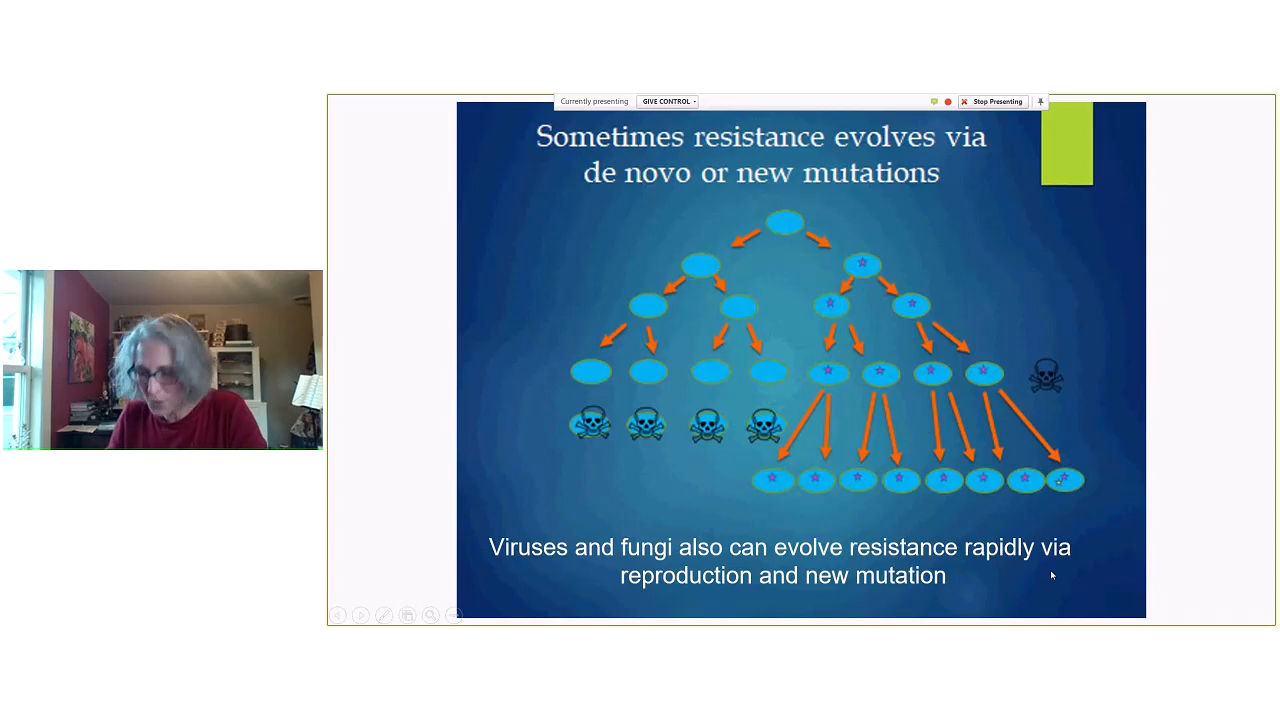 Currently presenting GIVE CONTROL Stop Presenting
Sometimes resistance evolves via
de novo or new mutations
Viruses and fungi also can evolve resistance rapidly via
reproduction and new mutation